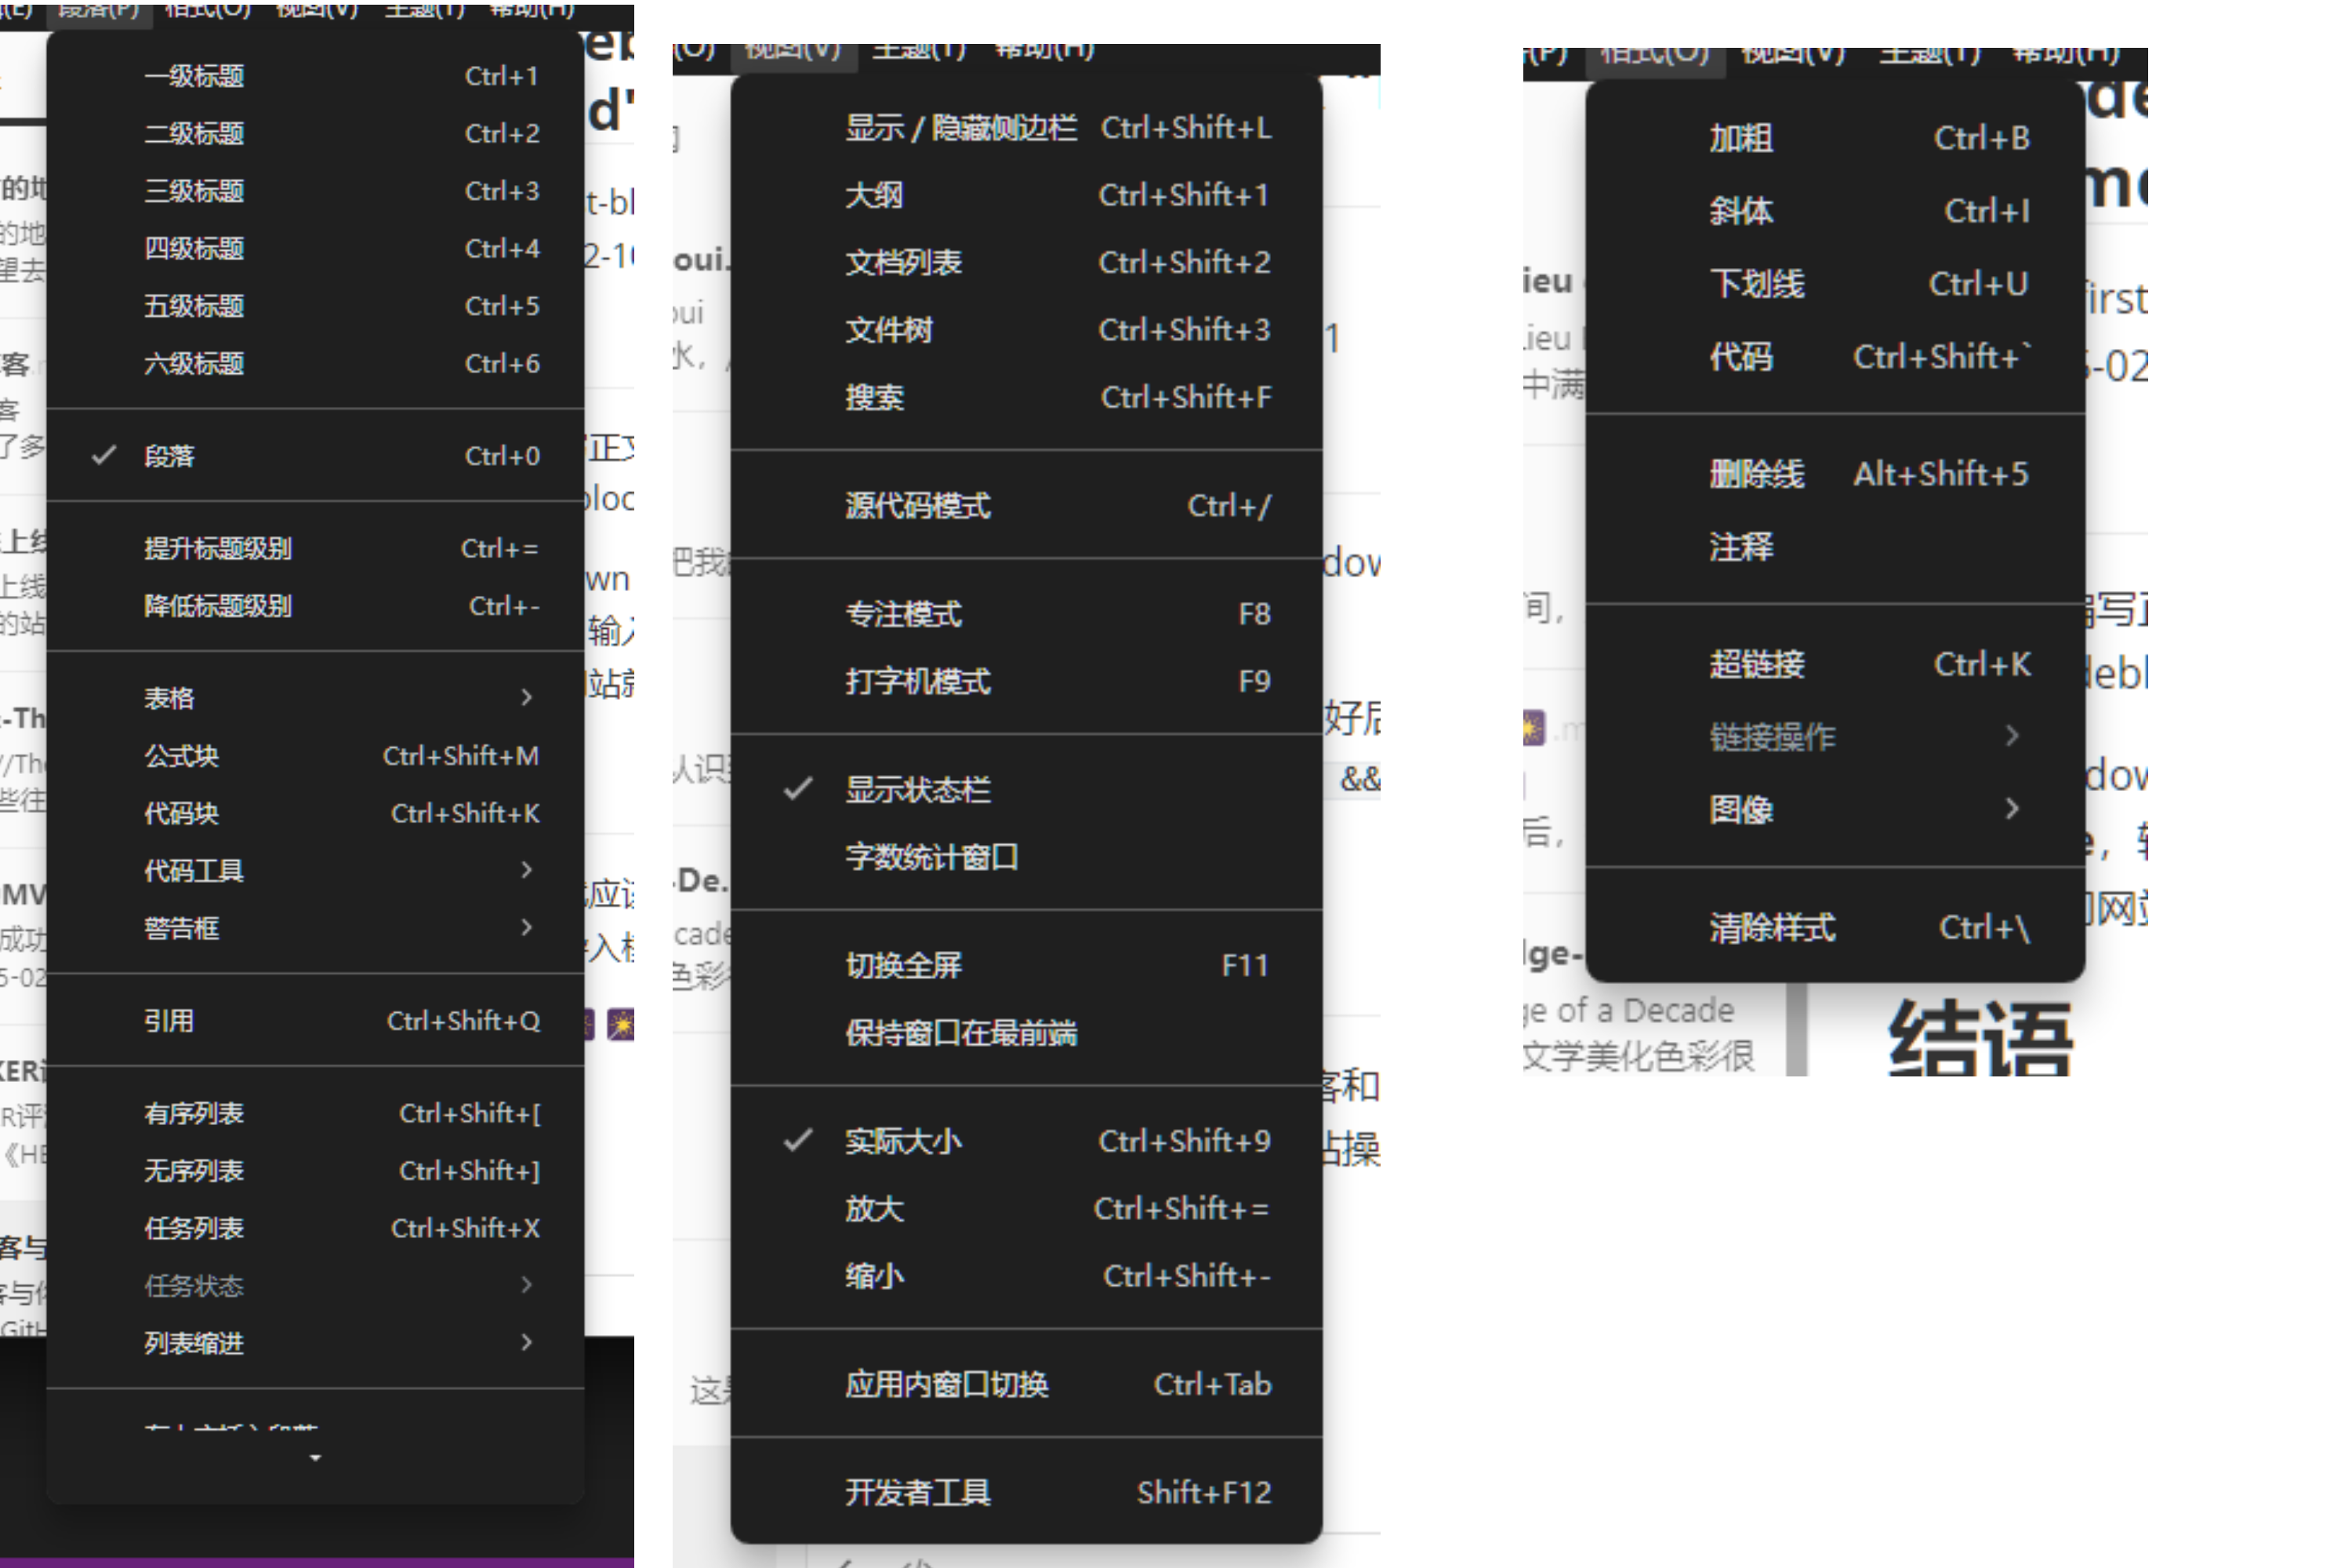 段落(P) 格式(O) 视图(V) 主题(T) 帮助(H)
一级标题 Ctrl+1
二级标题 Ctrl+2
三级标题 Ctrl+3
四级标题 Ctrl+4
五级标题 Ctrl+5
六级标题 Ctrl+6
段落 Ctrl+0
提升标题级别 Ctrl+=
降低标题级别 Ctrl+-
表格
公式块 Ctrl+Shift+M
代码块 Ctrl+Shift+K
代码工具
警告框
引用 Ctrl+Shift+Q
有序列表 Ctrl+Shift+[
无序列表 Ctrl+Shift+]
任务列表 Ctrl+Shift+X
任务状态
列表缩进
(O) 视图(V) 主题(T) 帮助(H)
显示 / 隐藏侧边栏 Ctrl+Shift+L
大纲 Ctrl+Shift+1
文档列表 Ctrl+Shift+2
文件树 Ctrl+Shift+3
搜索 Ctrl+Shift+F
源代码模式 Ctrl+/
专注模式 F8
打字机模式 F9
显示状态栏
字数统计窗口
切换全屏 F11
保持窗口在最前端
实际大小 Ctrl+Shift+9
放大 Ctrl+Shift+=
缩小 Ctrl+Shift+-
应用内窗口切换 Ctrl+Tab
开发者工具 Shift+F12
(P) 格式(O) 视图(V) 主题(T) 帮助(H)
加粗 Ctrl+B
斜体 Ctrl+I
下划线 Ctrl+U
代码 Ctrl+Shift+`
删除线 Alt+Shift+5
注释
超链接 Ctrl+K
链接操作
图像
清除样式 Ctrl+\
ge of a Decade
文学美化色彩很
结语